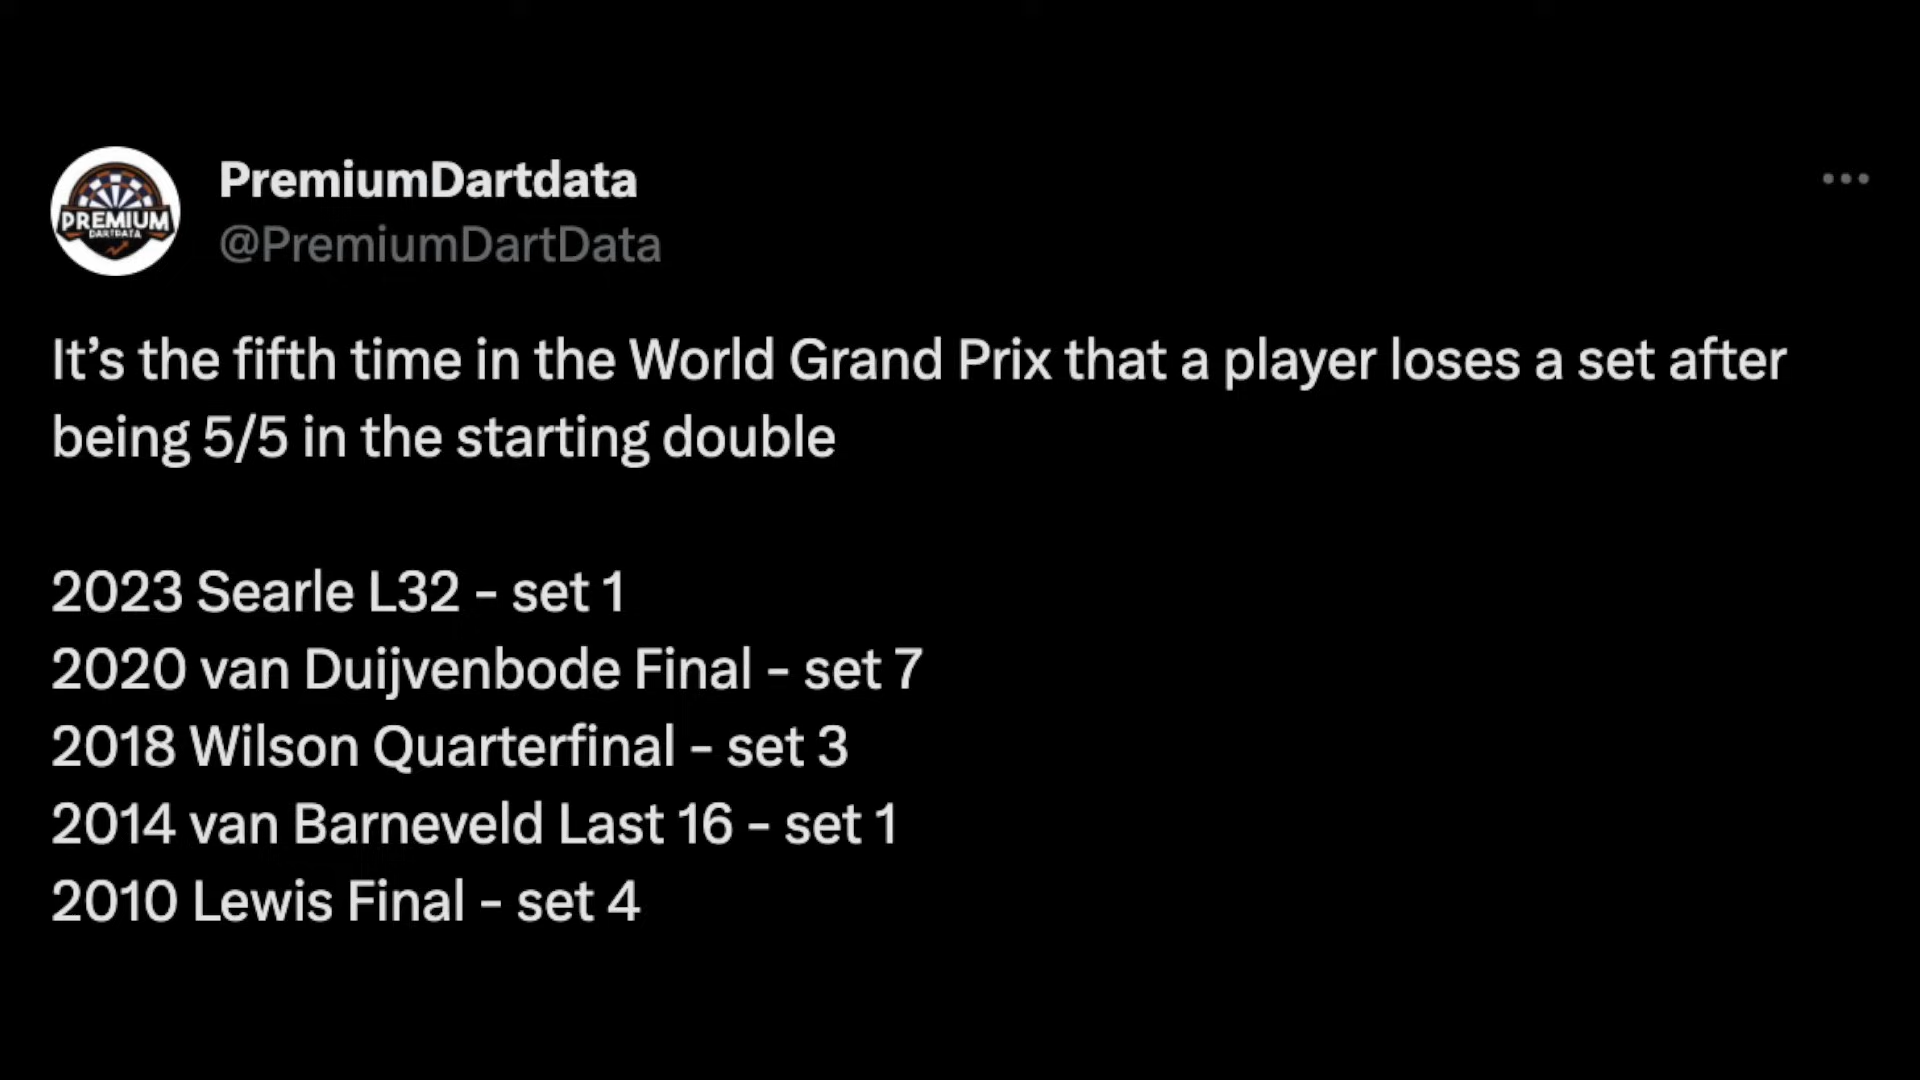 PREMIUM
DARTDATA
PremiumDartdata
@PremiumDartData
It’s the fifth time in the World Grand Prix that a player loses a set after
being 5/5 in the starting double
2023 Searle L32 - set 1
2020 van Duijvenbode Final - set 7
2018 Wilson Quarterfinal - set 3
2014 van Barneveld Last 16 - set 1
2010 Lewis Final - set 4